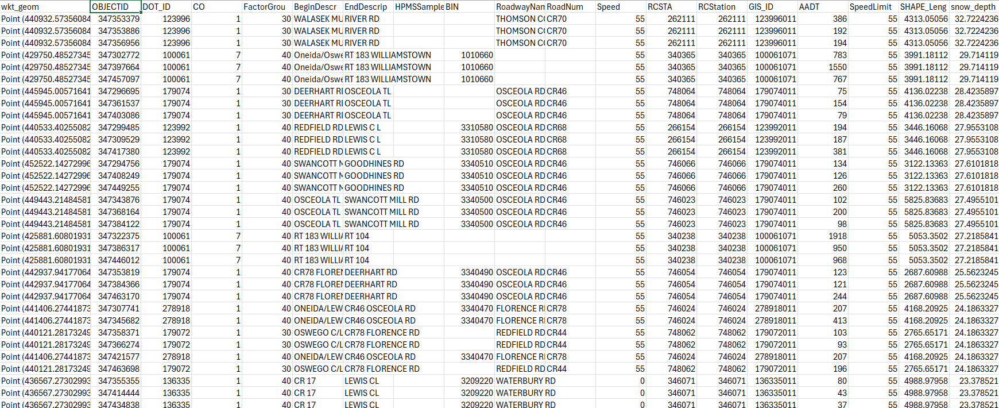 wkt_geom OBJECTID DOT_ID CO FactorGrou BeginDescr EndDescrip HPMSSample BIN RoadwayNan RoadNum Speed RCSTA RCStation GIS_ID AADT SpeedLimit SHAPE_Leng snow_depth
Point (440932.57356084 347353379 123996 1 30 WALASEK MU RIVER RD THOMSON CO CR70 55 262111 262111 123996011 386 55 4313.05056 32.7224236
Point (440932.57356084 347353886 123996 1 30 WALASEK MU RIVER RD THOMSON CO CR70 55 262111 262111 123996011 192 55 4313.05056 32.7224236
Point (440932.57356084 347356956 123996 1 30 WALASEK MU RIVER RD THOMSON CO CR70 55 262111 262111 123996011 194 55 4313.05056 32.7224236
Point (429750.48527345 347302772 100061 7 40 Oneida/Oswe RT 183 WILLIAMSTOWN 1010660 55 340365 340365 100061071 783 55 3991.18112 29.714119
Point (429750.48527345 347397664 100061 7 40 Oneida/Oswe RT 183 WILLIAMSTOWN 1010660 55 340365 340365 100061071 1550 55 3991.18112 29.714119
Point (429750.48527345 347457097 100061 7 40 Oneida/Oswe RT 183 WILLIAMSTOWN 1010660 55 340365 340365 100061071 767 55 3991.18112 29.714119
Point (445945.00571641 347296695 179074 1 30 DEERHART RI OSCEOLA TL OSCEOLA RD CR46 55 748064 748064 179074011 75 55 4136.02238 28.4235897
Point (445945.00571641 347361537 179074 1 30 DEERHART RI OSCEOLA TL OSCEOLA RD CR46 55 748064 748064 179074011 154 55 4136.02238 28.4235897
Point (445945.00571641 347403086 179074 1 30 DEERHART RI OSCEOLA TL OSCEOLA RD CR46 55 748064 748064 179074011 79 55 4136.02238 28.4235897
Point (440533.40255082 347299485 123992 1 40 REDFIELD RD LEWIS C L 3310580 OSCEOLA RD CR68 55 266154 266154 123992011 194 55 3446.16068 27.9553108
Point (440533.40255082 347309529 123992 1 40 REDFIELD RD LEWIS C L 3310580 OSCEOLA RD CR68 55 266154 266154 123992011 187 55 3446.16068 27.9553108
Point (440533.40255082 347417380 123992 1 40 REDFIELD RD LEWIS C L 3310580 OSCEOLA RD CR68 55 266154 266154 123992011 381 55 3446.16068 27.9553108
Point (452522.14272996 347294756 179074 1 40 SWANCOTT M GOODHINES RD 3340510 OSCEOLA RD CR46 55 746066 746066 179074011 134 55 3122.13363 27.6101818
Point (452522.14272996 347408249 179074 1 40 SWANCOTT M GOODHINES RD 3340510 OSCEOLA RD CR46 55 746066 746066 179074011 126 55 3122.13363 27.6101818
Point (452522.14272996 347449255 179074 1 40 SWANCOTT M GOODHINES RD 3340510 OSCEOLA RD CR46 55 746066 746066 179074011 260 55 3122.13363 27.6101818
Point (449443.21484581 347343876 179074 1 40 OSCEOLA TL SWANCOTT MILL RD 3340500 OSCEOLA RD CR46 55 746023 746023 179074011 102 55 5825.83683 27.4955101
Point (449443.21484581 347368164 179074 1 40 OSCEOLA TL SWANCOTT MILL RD 3340500 OSCEOLA RD CR46 55 746023 746023 179074011 200 55 5825.83683 27.4955101
Point (449443.21484581 347384122 179074 1 40 OSCEOLA TL SWANCOTT MILL RD 3340500 OSCEOLA RD CR46 55 746023 746023 179074011 98 55 5825.83683 27.4955101
Point (425881.60801931 347322375 100061 7 40 RT 183 WILLIA RT 104 55 340238 340238 100061071 1918 55 5053.3502 27.2185841
Point (425881.60801931 347386317 100061 7 40 RT 183 WILLIA RT 104 55 340238 340238 100061071 950 55 5053.3502 27.2185841
Point (425881.60801931 347446012 100061 7 40 RT 183 WILLIA RT 104 55 340238 340238 100061071 968 55 5053.3502 27.2185841
Point (442937.94177064 347353819 179074 1 40 CR78 FLOREN DEERHART RD 3340490 OSCEOLA RD CR46 55 746054 746054 179074011 123 55 2687.60988 25.5623245
Point (442937.94177064 347384366 179074 1 40 CR78 FLOREN DEERHART RD 3340490 OSCEOLA RD CR46 55 746054 746054 179074011 121 55 2687.60988 25.5623245
Point (442937.94177064 347463170 179074 1 40 CR78 FLOREN DEERHART RD 3340490 OSCEOLA RD CR46 55 746054 746054 179074011 244 55 2687.60988 25.5623245
Point (441406.27441873 347307741 278918 1 40 ONEIDA/LEW CR46 OSCEOLA RD 3340470 FLORENCE RI CR78 55 746024 746024 278918011 207 55 4168.20925 24.1863327
Point (441406.27441873 347345682 278918 1 40 ONEIDA/LEW CR46 OSCEOLA RD 3340470 FLORENCE RI CR78 55 746024 746024 278918011 413 55 4168.20925 24.1863327
Point (440121.28173249 347358371 179072 1 30 OSWEGO C/L CR78 FLORENCE RD REDFIELD RD CR44 55 748062 748062 179072011 103 55 2765.65171 24.1863327
Point (440121.28173249 347366274 179072 1 30 OSWEGO C/L CR78 FLORENCE RD REDFIELD RD CR44 55 748062 748062 179072011 93 55 2765.65171 24.1863327
Point (441406.27441873 347421577 278918 1 40 ONEIDA/LEW CR46 OSCEOLA RD 3340470 FLORENCE RI CR78 55 746024 746024 278918011 207 55 4168.20925 24.1863327
Point (440121.28173249 347463698 179072 1 30 OSWEGO C/L CR78 FLORENCE RD REDFIELD RD CR44 55 748062 748062 179072011 196 55 2765.65171 24.1863327
Point (436567.27302993 347355355 136335 1 40 CR 17 LEWIS CL 3209220 WATERBURY RD 0 346071 346071 136335011 80 55 4988.97958 23.378521
Point (436567.27302993 347414444 136335 1 40 CR 17 LEWIS CL 3209220 WATERBURY RD 0 346071 346071 136335011 43 55 4988.97958 23.378521
Point (436567.27302993 347434838 136335 1 40 CR 17 LEWIS CL 3209220 WATERBURY RD 0 346071 346071 136335011 37 55 4988.97958 23.378521